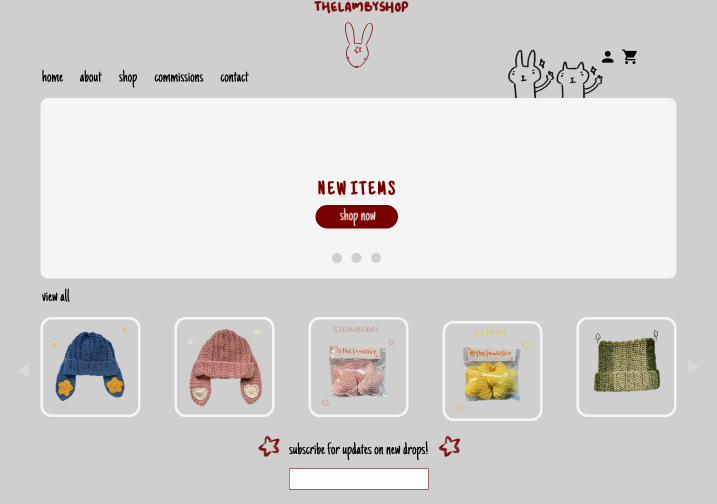 THELAMBYSHOP
home about shop commissions contact
NEW ITEMS
shop now
view all
STRAWBERRY
LEMON
@thelambyshop
subscribe for updates on new drops!